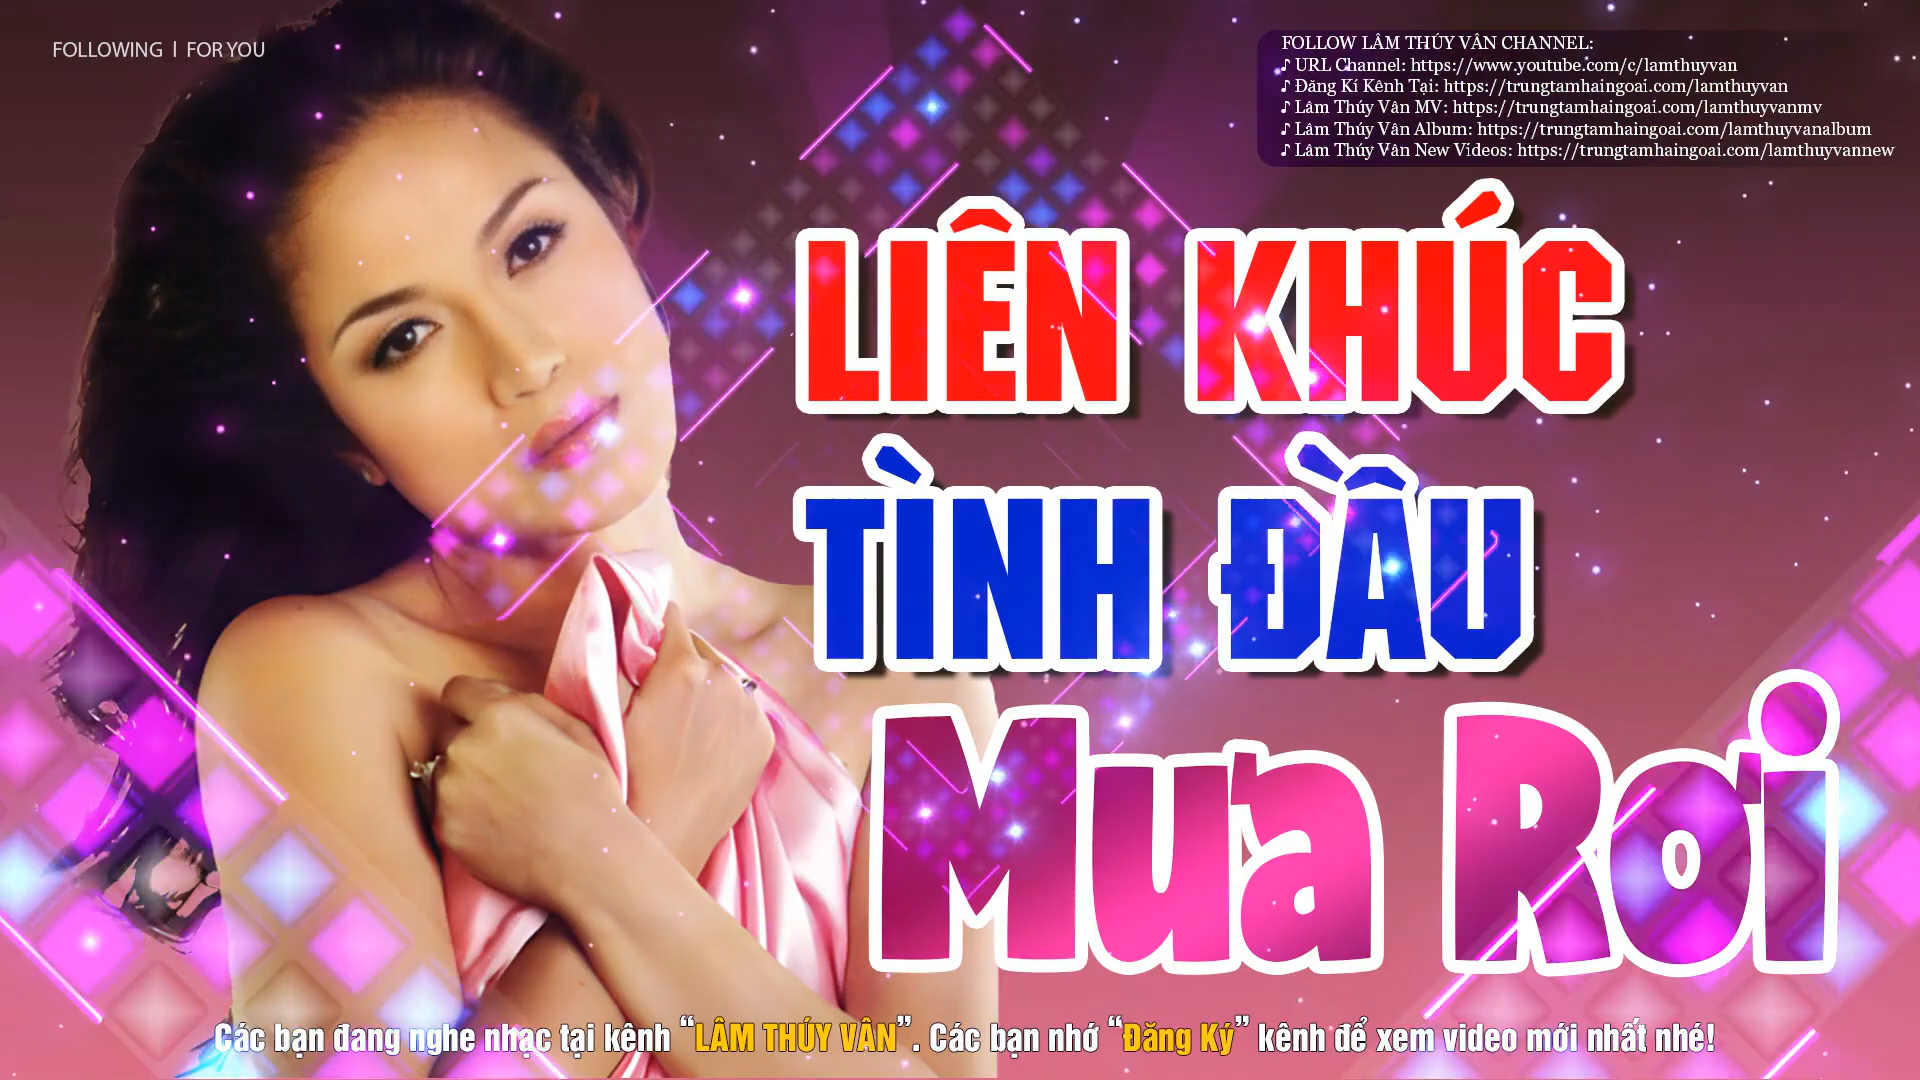 FOLLOWING | FOR YOU
FOLLOW LÂM THÚY VÂN CHANNEL:
♪ URL Channel: https://www.youtube.com/c/lamthuyvan
♪ Đăng Kí Kênh Tại: https://trungtamhaingoai.com/lamthuyvan
♪ Lâm Thúy Vân MV: https://trungtamhaingoai.com/lamthuyvanmv
♪ Lâm Thúy Vân Album: https://trungtamhaingoai.com/lamthuyvanalbum
♪ Lâm Thúy Vân New Videos: https://trungtamhaingoai.com/lamthuyvannew
LIÊN KHÚC
TÌNH ĐẦU
Mưa Rơi
Các bạn đang nghe nhạc tại kênh “LÂM THÚY VÂN”. Các bạn nhớ “Đăng Ký” kênh để xem video mới nhất nhé!